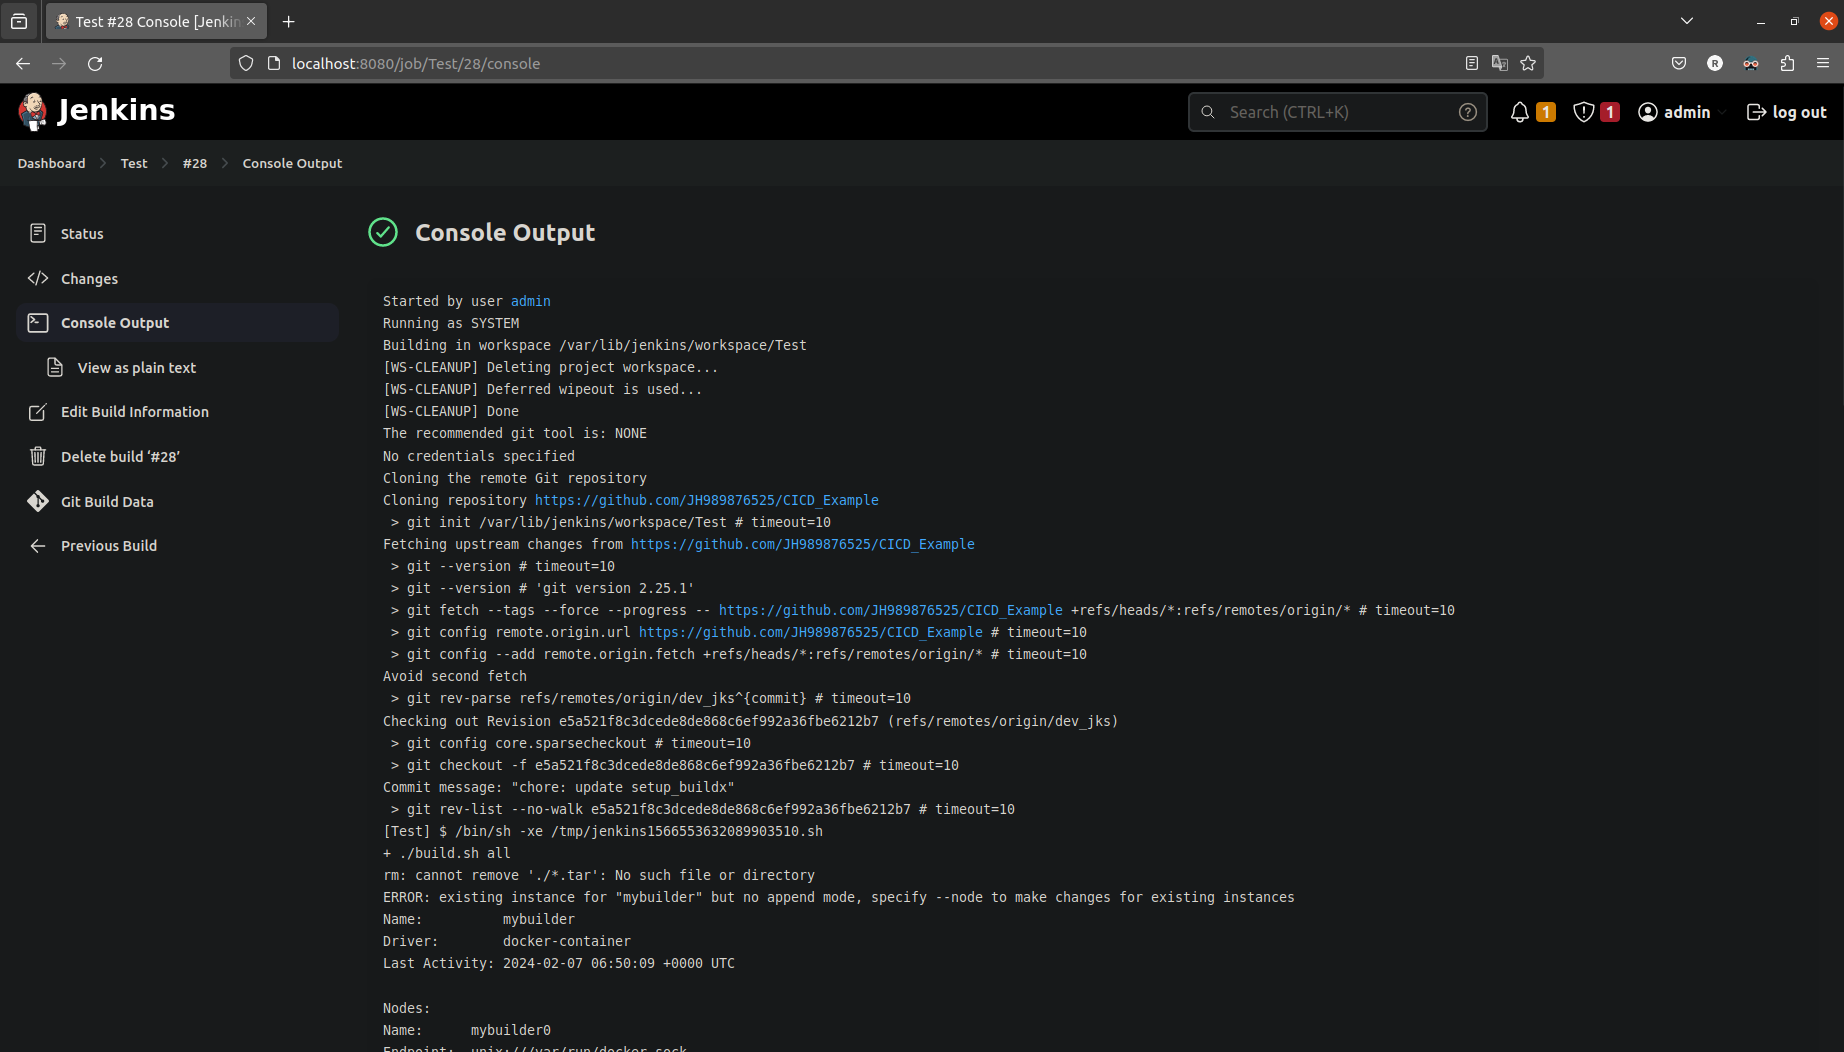 Test #28 Console [Jenkin
localhost:8080/job/Test/28/console
R
Jenkins
Search (CTRL+K)
?
1
1
admin
log out
Dashboard
Test
#28
Console Output
Status
Changes
Console Output
View as plain text
Edit Build Information
Delete build ‘#28’
Git Build Data
Previous Build
Console Output
Started by user admin
Running as SYSTEM
Building in workspace /var/lib/jenkins/workspace/Test
[WS-CLEANUP] Deleting project workspace...
[WS-CLEANUP] Deferred wipeout is used...
[WS-CLEANUP] Done
The recommended git tool is: NONE
No credentials specified
Cloning the remote Git repository
Cloning repository https://github.com/JH989876525/CICD_Example
> git init /var/lib/jenkins/workspace/Test # timeout=10
Fetching upstream changes from https://github.com/JH989876525/CICD_Example
> git --version # timeout=10
> git --version # 'git version 2.25.1'
> git fetch --tags --force --progress -- https://github.com/JH989876525/CICD_Example +refs/heads/*:refs/remotes/origin/* # timeout=10
> git config remote.origin.url https://github.com/JH989876525/CICD_Example # timeout=10
> git config --add remote.origin.fetch +refs/heads/*:refs/remotes/origin/* # timeout=10
Avoid second fetch
> git rev-parse refs/remotes/origin/dev_jks^{commit} # timeout=10
Checking out Revision e5a521f8c3dcede8de868c6ef992a36fbe6212b7 (refs/remotes/origin/dev_jks)
> git config core.sparsecheckout # timeout=10
> git checkout -f e5a521f8c3dcede8de868c6ef992a36fbe6212b7 # timeout=10
Commit message: "chore: update setup_buildx"
> git rev-list --no-walk e5a521f8c3dcede8de868c6ef992a36fbe6212b7 # timeout=10
[Test] $ /bin/sh -xe /tmp/jenkins1566553632089903510.sh
+ ./build.sh all
rm: cannot remove './*.tar': No such file or directory
ERROR: existing instance for "mybuilder" but no append mode, specify --node to make changes for existing instances
Name: mybuilder
Driver: docker-container
Last Activity: 2024-02-07 06:50:09 +0000 UTC
Nodes:
Name: mybuilder0
Endpoint: unix:///var/run/docker.sock